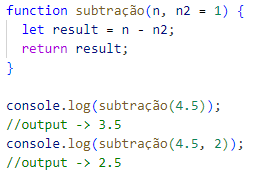 function subtração(n, n2 = 1) {
let result = n - n2;
return result;
}
console.log(subtração(4.5));
//output -> 3.5
console.log(subtração(4.5, 2));
//output -> 2.5